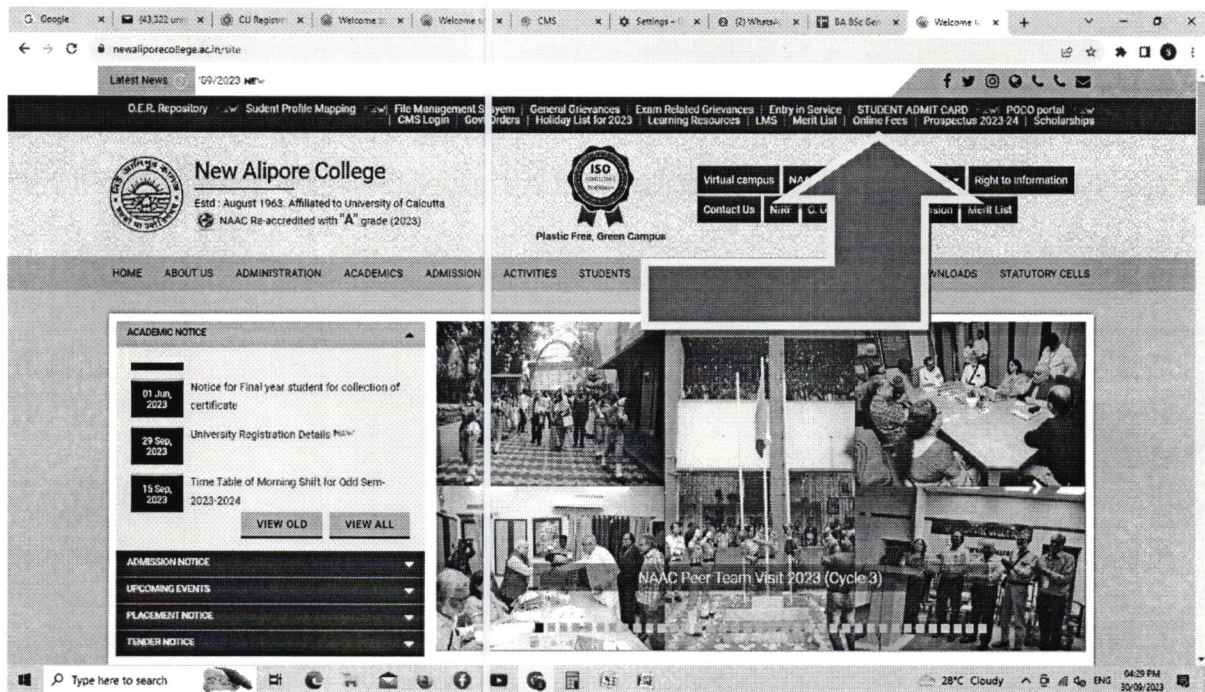 Google
(43,322
CU Registr
Welcome
Welcome
CMS
Settings –
(2) WhatsA
BA BSc Gen
Welcome
newaliporecollege.ac.in/site
Latest News
'09/2023 NEW
O.E.R. Repository
Sudent Profile Mapping
File Management
General Grievances
Exam Related Grievances
Entry in Service
STUDENT ADMIT CARD
POCO portal
CMS Login
Holiday List for 2023
Learning Resources
LMS
Merit List
Online Fees
Prospectus 2023-24
Scholarships
New Alipore College
Estd : August 1963. Affiliated to University of Calcutta
NAAC Re-accredited with "A" grade (2023)
ISO
Plastic Free, Green Campus
Virtual campus
Right to Information
Contact Us
Merit List
HOME ABOUT US ADMINISTRATION ACADEMICS ADMISSION ACTIVITIES STUDENTS STATUTORY CELLS
ACADEMIC NOTICE
01 Jun, 2023
Notice for Final year student for collection of
certificate
29 Sep, 2023
University Registration Details NEW
15 Sep, 2023
Time Table of Morning Shift for Odd Sem-
2023-2024
VIEW OLD VIEW ALL
ADMISSION NOTICE
UPCOMING EVENTS
PLACEMENT NOTICE
TENDER NOTICE
NAAC Peer Team Visit 2023 (Cycle 3)
Type here to search
28°C Cloudy
ENG
04:29 PM
30/09/2023